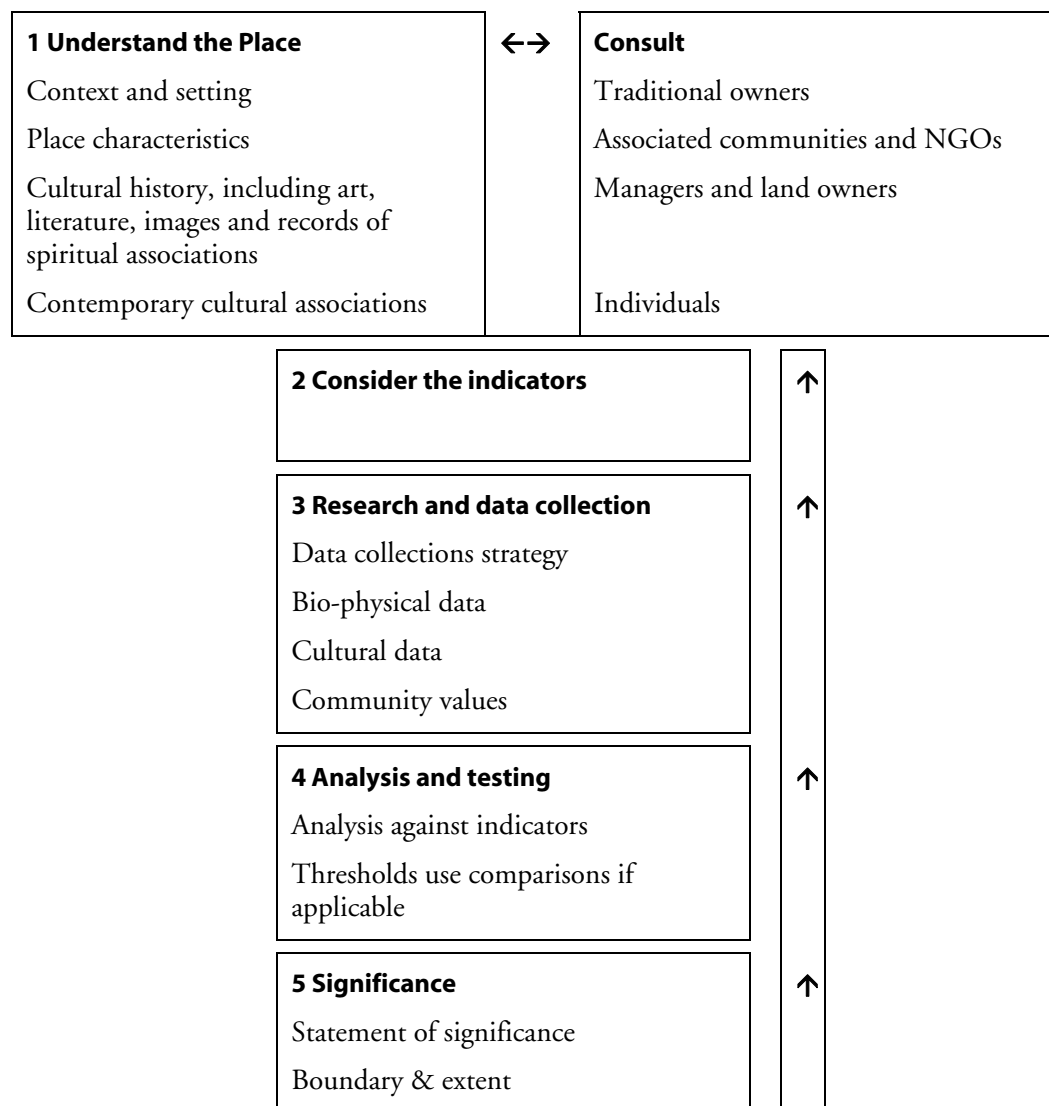 1 Understand the Place
Context and setting
Place characteristics
Cultural history, including art,
literature, images and records of
spiritual associations
Contemporary cultural associations
←→
Consult
Traditional owners
Associated communities and NGOs
Managers and land owners
Individuals
2 Consider the indicators
↑
3 Research and data collection
↑
Data collections strategy
Bio-physical data
Cultural data
Community values
4 Analysis and testing
↑
Analysis against indicators
Thresholds use comparisons if
applicable
5 Significance
↑
Statement of significance
Boundary & extent